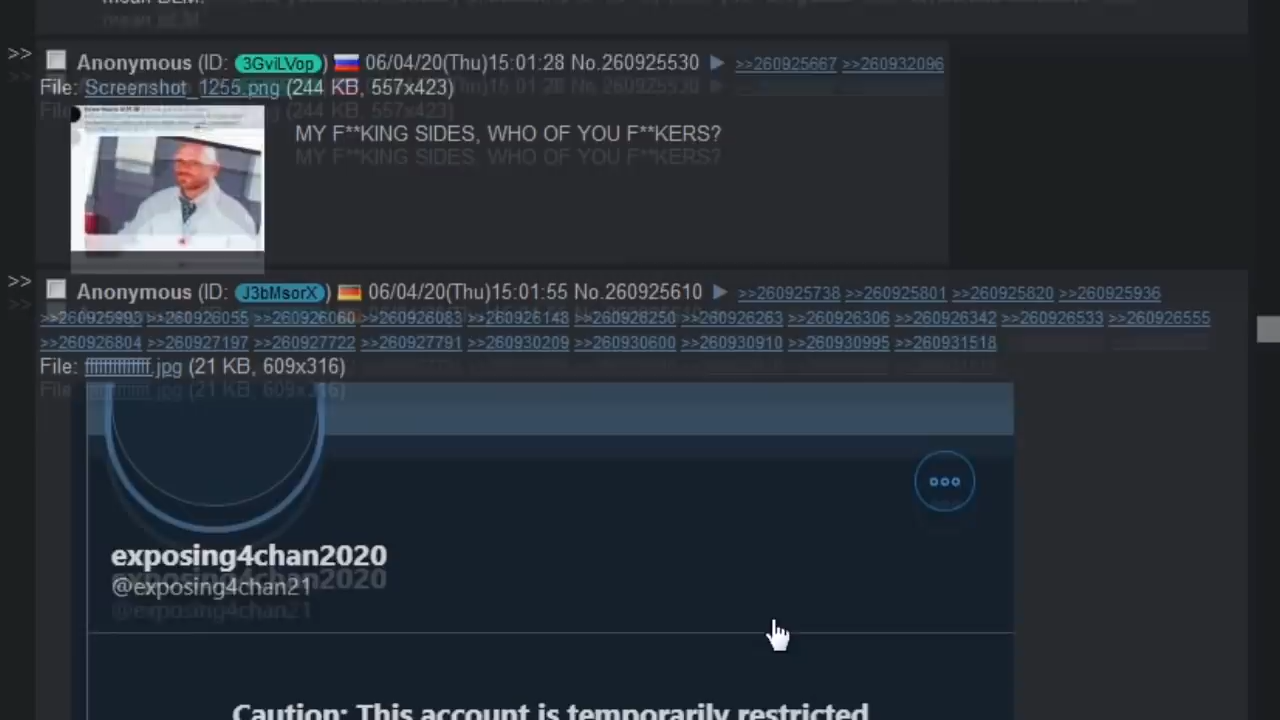 >> Anonymous (ID: 3GviLVop) 06/04/20(Thu)15:01:28 No.260925530 ▶ >>260925667 >>260932096
File: Screenshot_1255.png (244 KB, 557x423)
MY F**KING SIDES, WHO OF YOU F**KERS?
>> Anonymous (ID: J3bMsorX) 06/04/20(Thu)15:01:55 No.260925610 ▶ >>260925738 >>260925801 >>260925820 >>260925936
>>260925993 >>260926055 >>260926060 >>260926083 >>260926148 >>260926250 >>260926263 >>260926306 >>260926342 >>260926533 >>260926555
>>260926804 >>260927197 >>260927722 >>260927791 >>260930209 >>260930600 >>260930910 >>260930995 >>260931518
File: .jpg (21 KB, 609x316)
exposing4chan2020
@exposing4chan21
Caution: This account is temporarily restricted